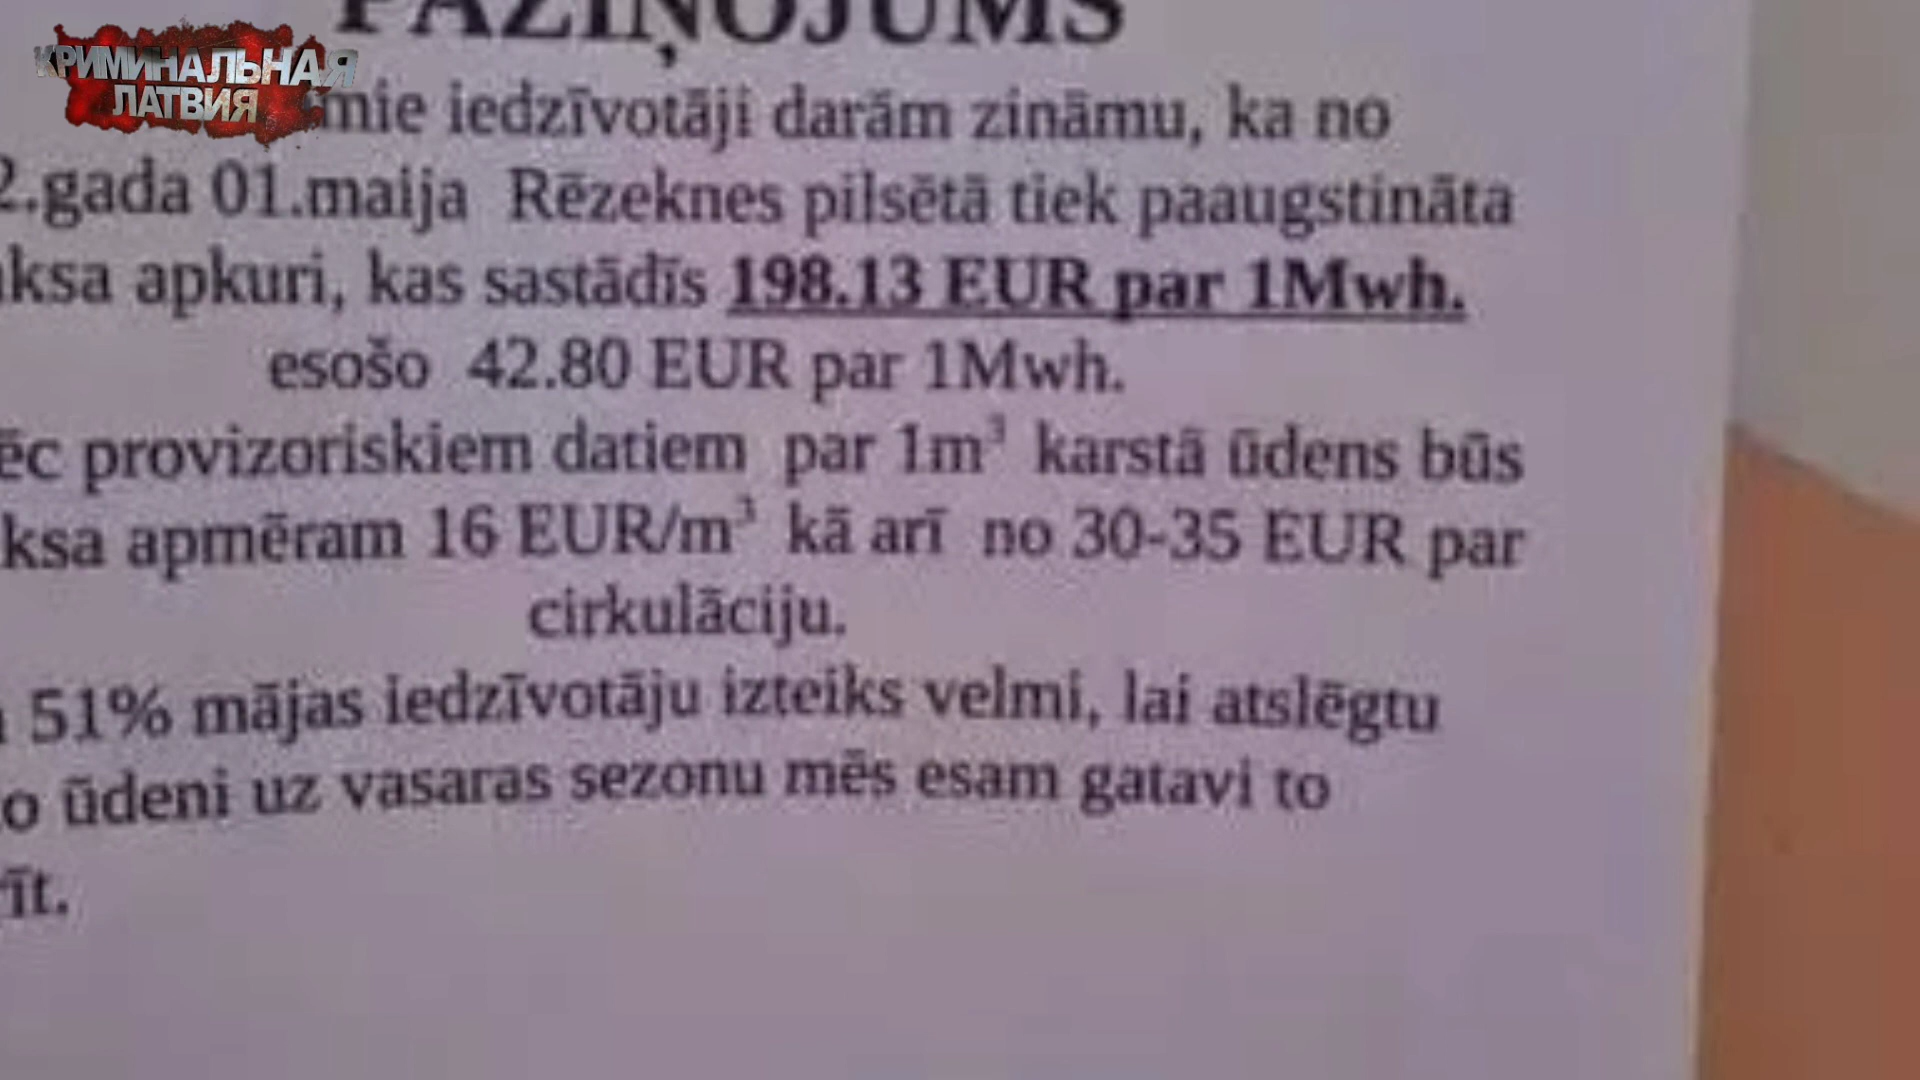 PAZIŅOJUMS
КРИМИНАЛЬНАЯ
ЛАТВИЯ
mie iedzīvotāji darām zināmu, ka no
2.gada 01.maija Rēzeknes pilsētā tiek paaugstināta
ksa apkuri, kas sastādīs 198.13 EUR par 1Mwh.
esošo 42.80 EUR par 1Mwh.
ēc provizoriskiem datiem par 1m³ karstā ūdens būs
ksa apmēram 16 EUR/m³ kā arī no 30-35 EUR par
cirkulāciju.
51% mājas iedzīvotāju izteiks velmi, lai atslēgtu
o ūdeni uz vasaras sezonu mēs esam gatavi to
īt.